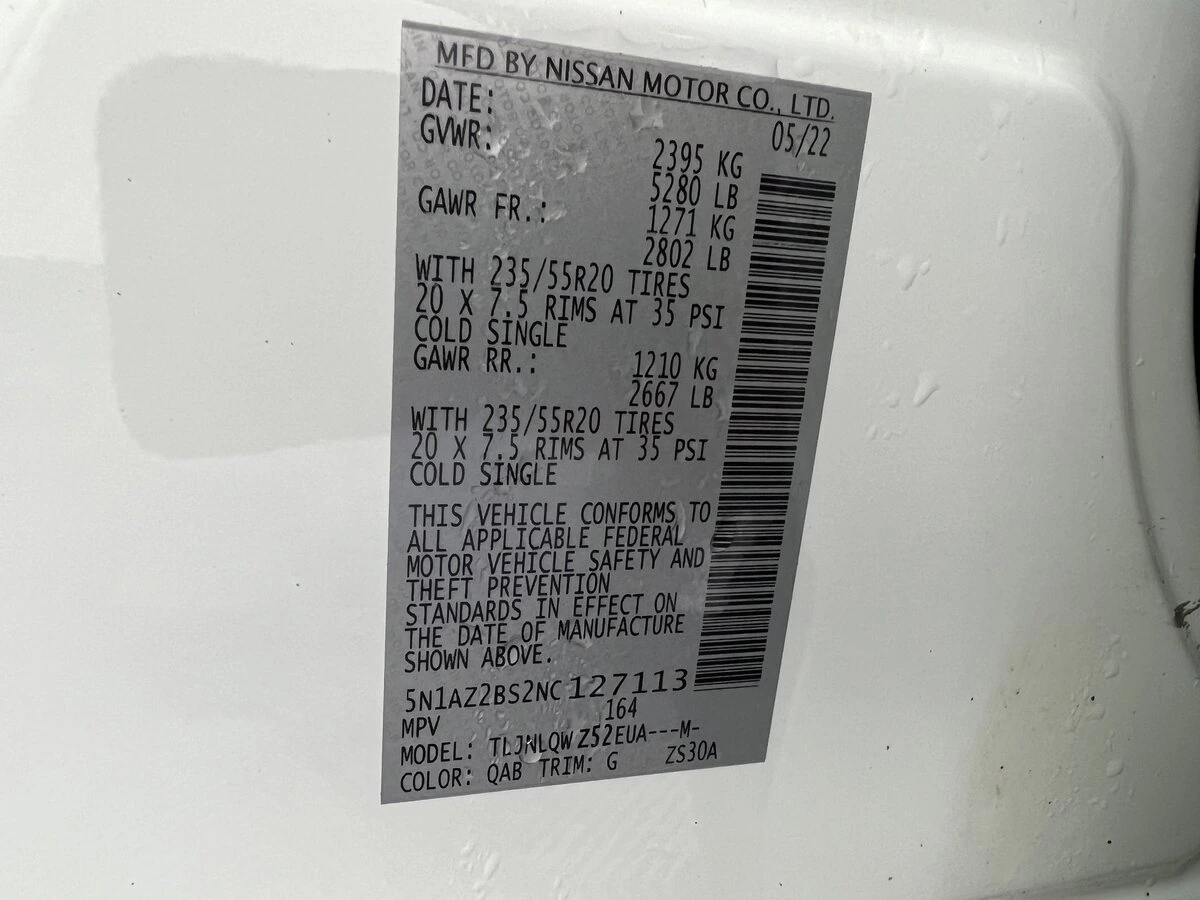 MFD BY NISSAN MOTOR CO., LTD.
DATE: 05/22
GVWR: 2395 KG
5280 LB
GAWR FR.: 1271 KG
2802 LB
WITH 235/55R20 TIRES
20 X 7.5 RIMS AT 35 PSI
COLD SINGLE
GAWR RR.: 1210 KG
2667 LB
WITH 235/55R20 TIRES
20 X 7.5 RIMS AT 35 PSI
COLD SINGLE
THIS VEHICLE CONFORMS TO
ALL APPLICABLE FEDERAL
MOTOR VEHICLE SAFETY AND
THEFT PREVENTION
STANDARDS IN EFFECT ON
THE DATE OF MANUFACTURE
SHOWN ABOVE.
5N1AZ2BS2NC127113
MPV 164
MODEL: TLJNLQWZ52EUA---M-
COLOR: QAB TRIM: G ZS30A